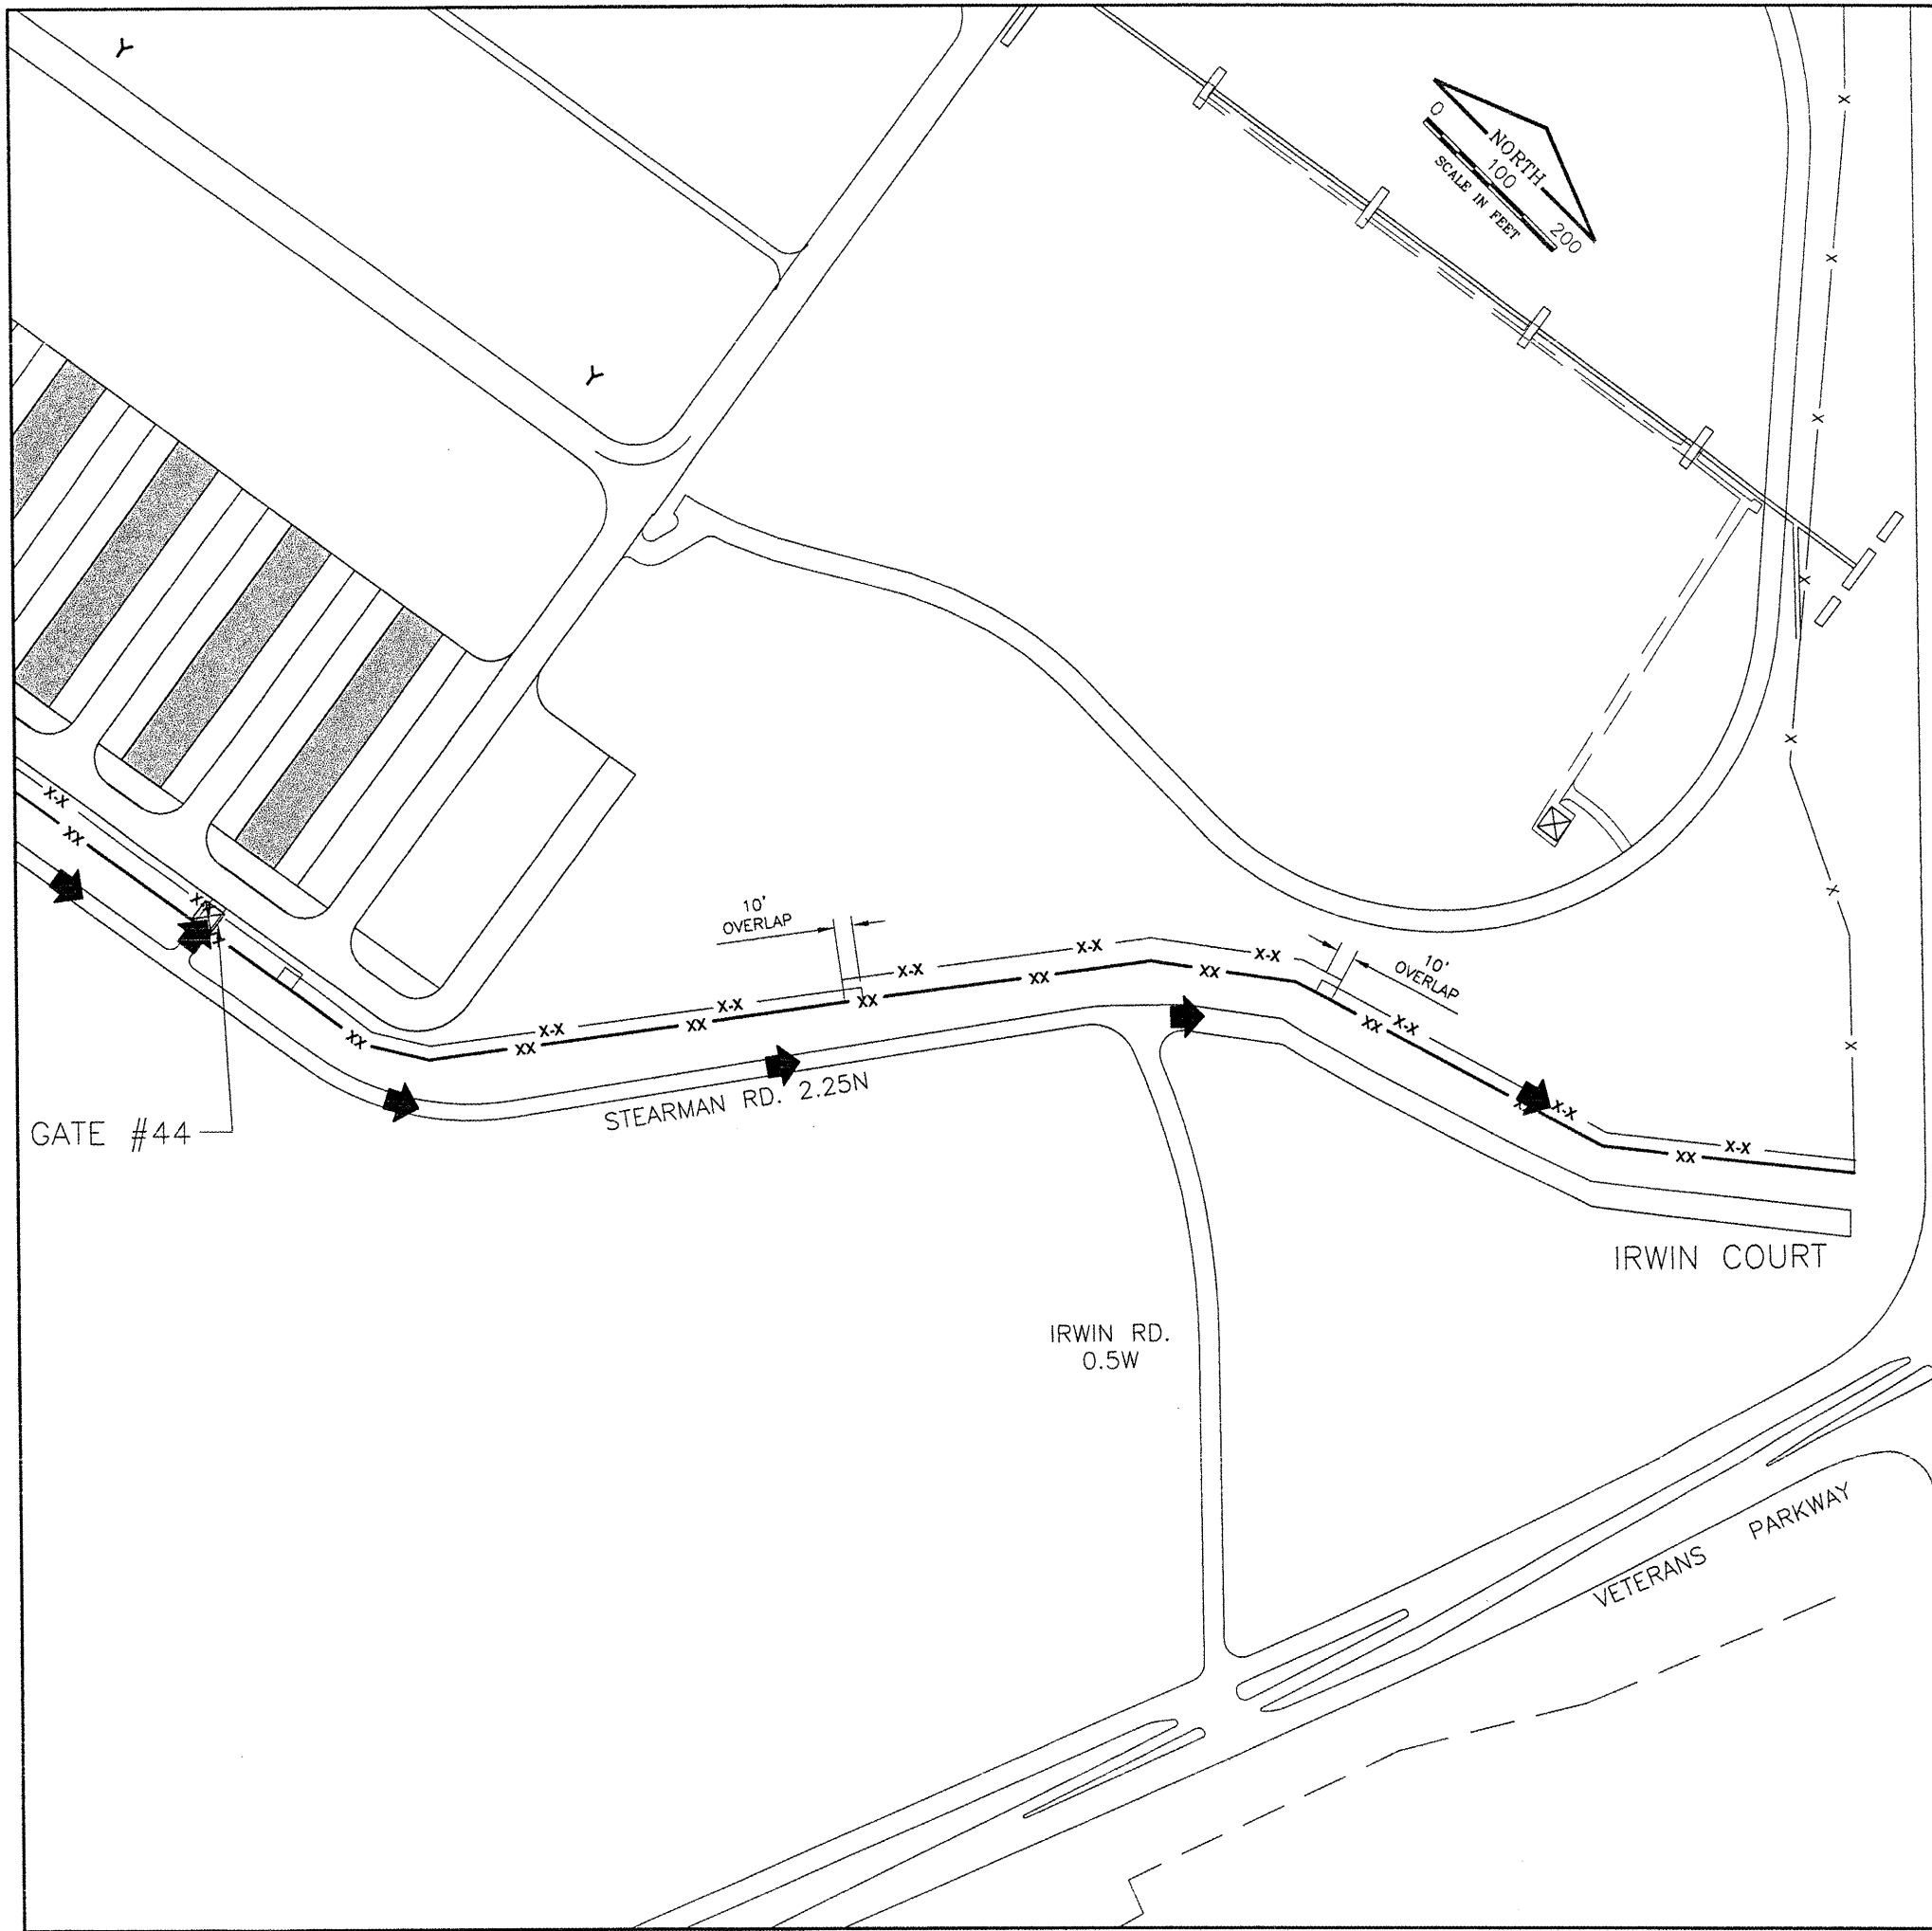 Y
Y
0
NORTH
100
200
SCALE IN FEET
X
X
X
X
X
X
X
X-X
XX
10'
OVERLAP
X-X
X-X
X-X
10'
OVERLAP
X-X
X-X
X-X
X-X
X-X
XX
XX
XX
XX
XX
XX
XX
XX
XX
GATE #44
STEARMAN RD. 2.25N
IRWIN COURT
IRWIN RD.
0.5W
VETERANS PARKWAY